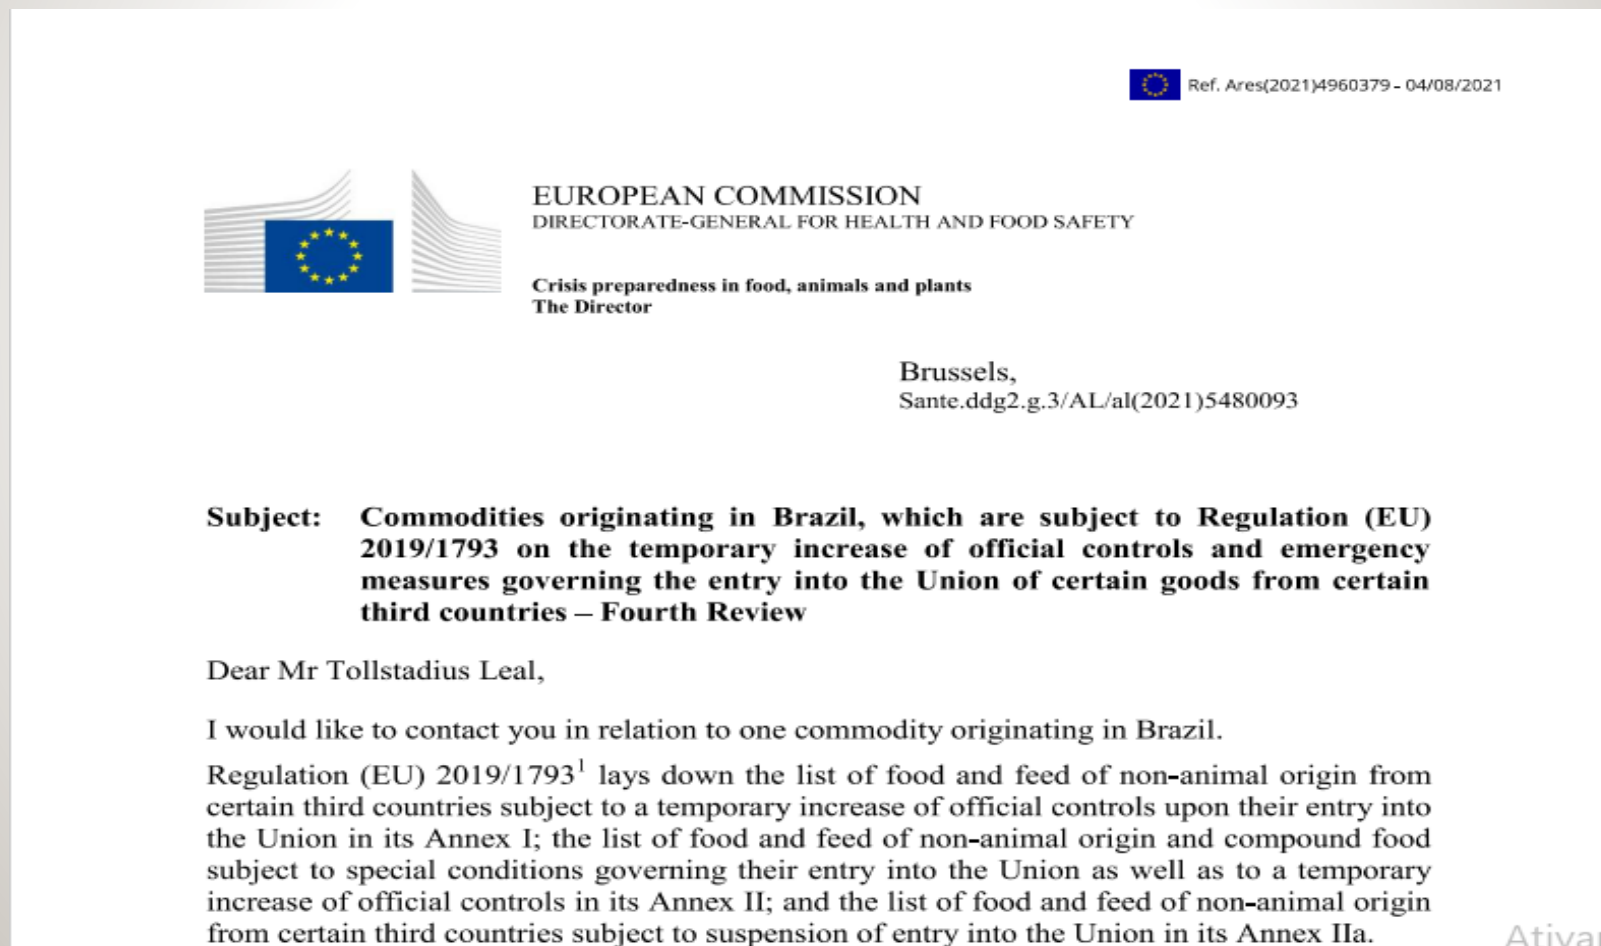 Ref. Ares(2021)4960379 - 04/08/2021
EUROPEAN COMMISSION
DIRECTORATE-GENERAL FOR HEALTH AND FOOD SAFETY
Crisis preparedness in food, animals and plants
The Director
Brussels,
Sante.ddg2.g.3/AL/al(2021)5480093
Subject: Commodities originating in Brazil, which are subject to Regulation (EU)
2019/1793 on the temporary increase of official controls and emergency
measures governing the entry into the Union of certain goods from certain
third countries – Fourth Review
Dear Mr Tollstadius Leal,
I would like to contact you in relation to one commodity originating in Brazil.
Regulation (EU) 2019/1793¹ lays down the list of food and feed of non-animal origin from
certain third countries subject to a temporary increase of official controls upon their entry into
the Union in its Annex I; the list of food and feed of non-animal origin and compound food
subject to special conditions governing their entry into the Union as well as to a temporary
increase of official controls in its Annex II; and the list of food and feed of non-animal origin
from certain third countries subject to suspension of entry into the Union in its Annex IIa.